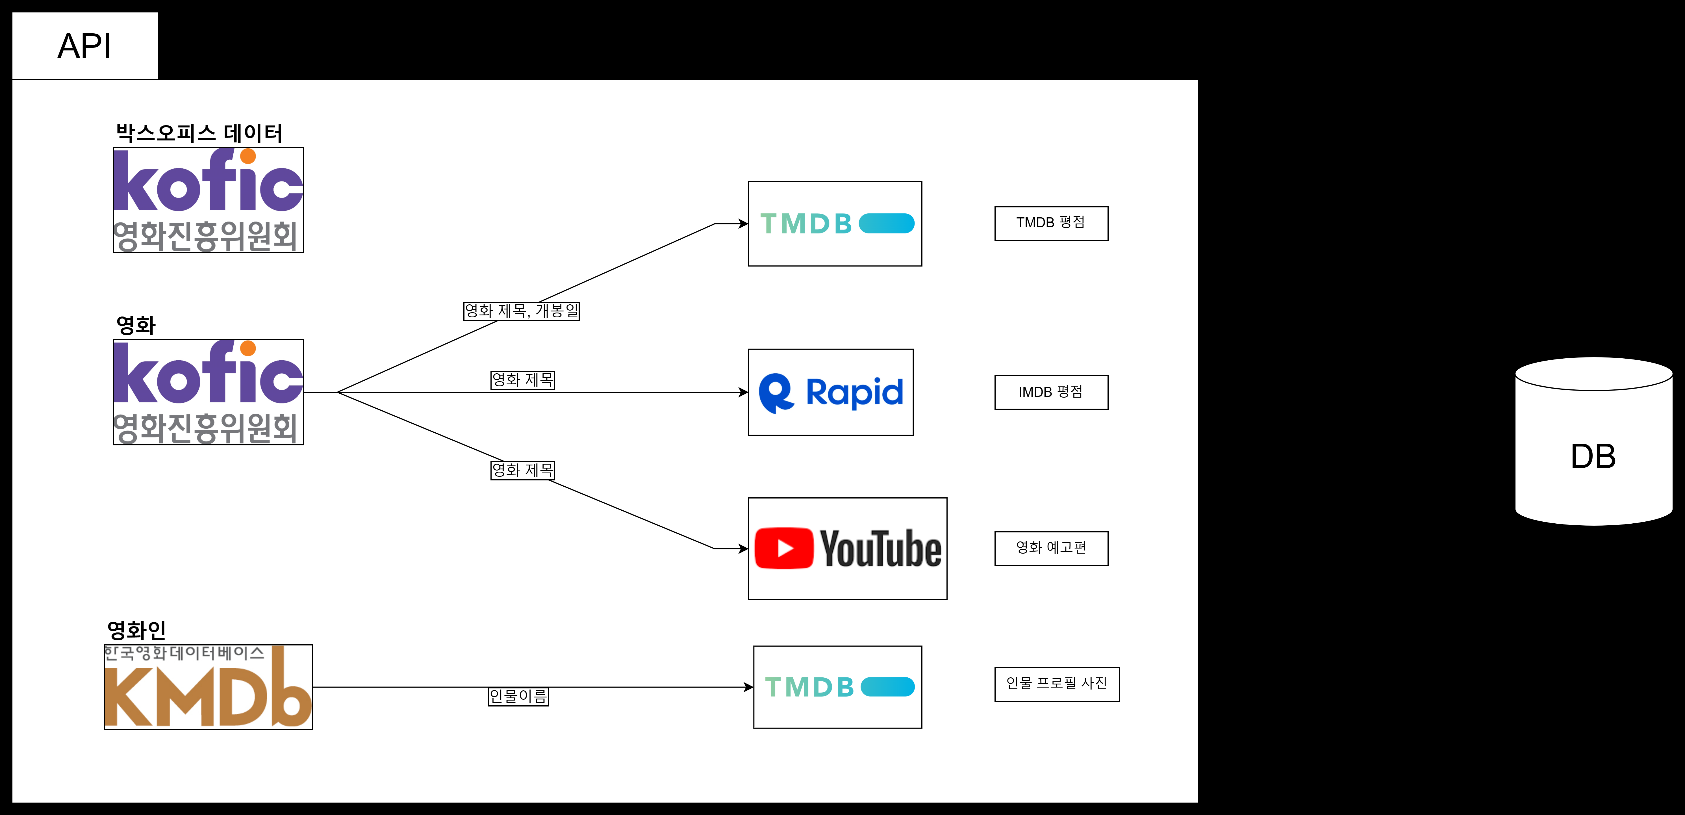 API
박스오피스 데이터
kofic
영화진흥위원회
TMDB
TMDB 평점
영화 제목, 개봉일
영화
kofic
영화진흥위원회
영화 제목
Rapid
IMDB 평점
영화 제목
YouTube
영화 예고편
DB
영화인
한국영화데이터베이스
KMDb
인물이름
TMDB
인물 프로필 사진